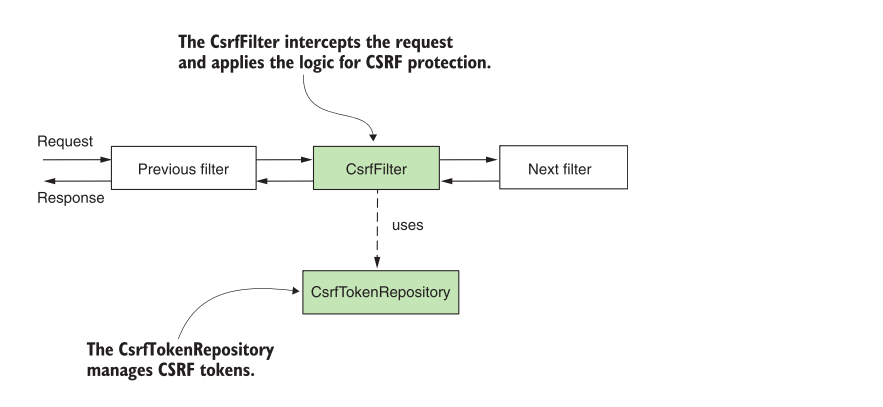 The CsrfFilter intercepts the request
and applies the logic for CSRF protection.
Request
Previous filter
CsrfFilter
Next filter
Response
uses
CsrfTokenRepository
The CsrfTokenRepository
manages CSRF tokens.